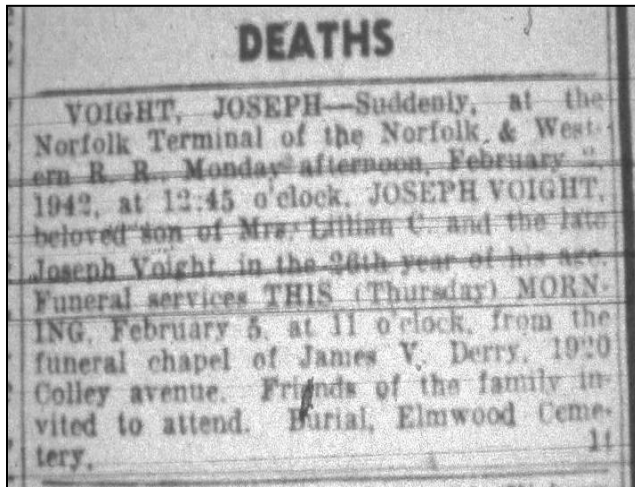 DEATHS
VOIGHT, JOSEPH—Suddenly, at the
Norfolk Terminal of the Norfolk & West-
ern R. R., Monday afternoon, February 2,
1942, at 12:45 o'clock, JOSEPH VOIGHT,
beloved son of Mrs. Lillian C. and the late
Joseph Voight, in the 26th year of his age.
Funeral services THIS (Thursday) MORN-
ING, February 5, at 11 o'clock, from the
funeral chapel of James V. Derry, 1920
Colley avenue. Friends of the family in-
vited to attend. Burial, Elmwood Ceme-
tery. 1t